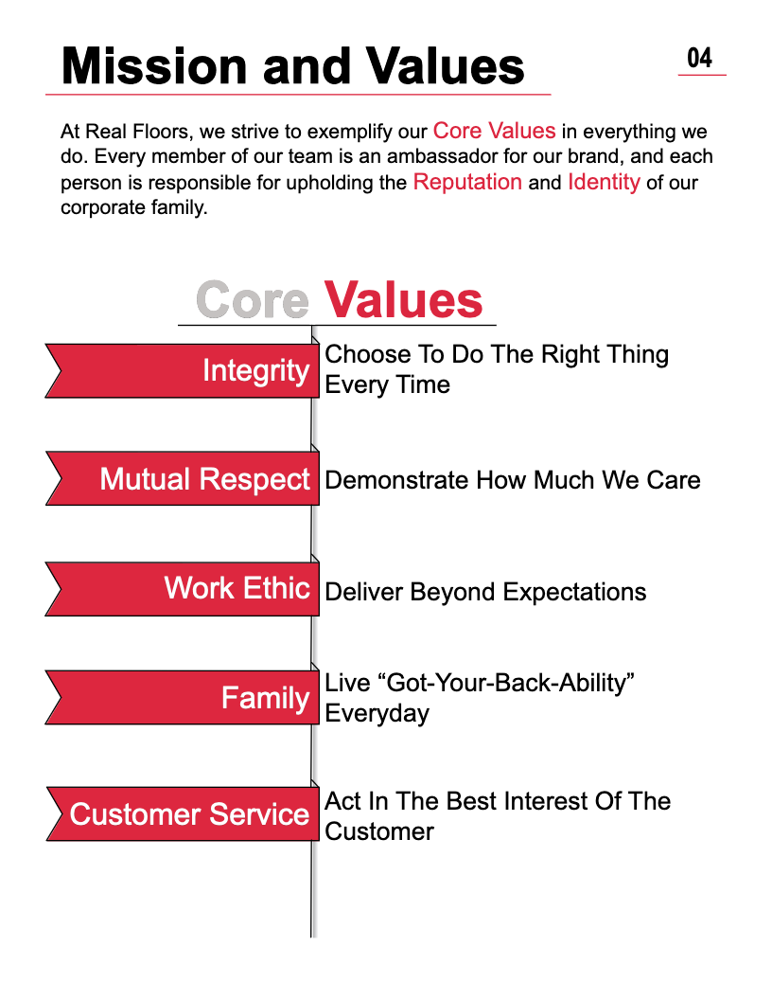 Mission and Values
04
At Real Floors, we strive to exemplify our Core Values in everything we
do. Every member of our team is an ambassador for our brand, and each
person is responsible for upholding the Reputation and Identity of our
corporate family.
Core Values
Integrity
Choose To Do The Right Thing
Every Time
Mutual Respect
Demonstrate How Much We Care
Work Ethic
Deliver Beyond Expectations
Family
Live “Got-Your-Back-Ability”
Everyday
Customer Service
Act In The Best Interest Of The
Customer